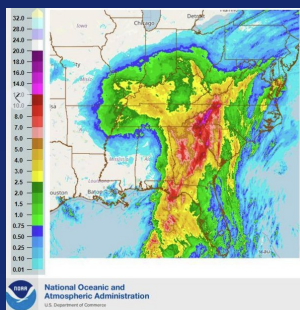 32.0
28.0
24.0
20.0
18.0
16.0
14.0
12.0
10.0
8.0
7.0
6.0
5.0
4.0
3.0
2.5
2.0
1.5
1.0
0.75
0.50
0.25
0.10
0.01
Iowa
Chicago
Detroit
Baton
ouston
NOAA
National Oceanic and
Atmospheric Administration
U.S. Department of Commerce